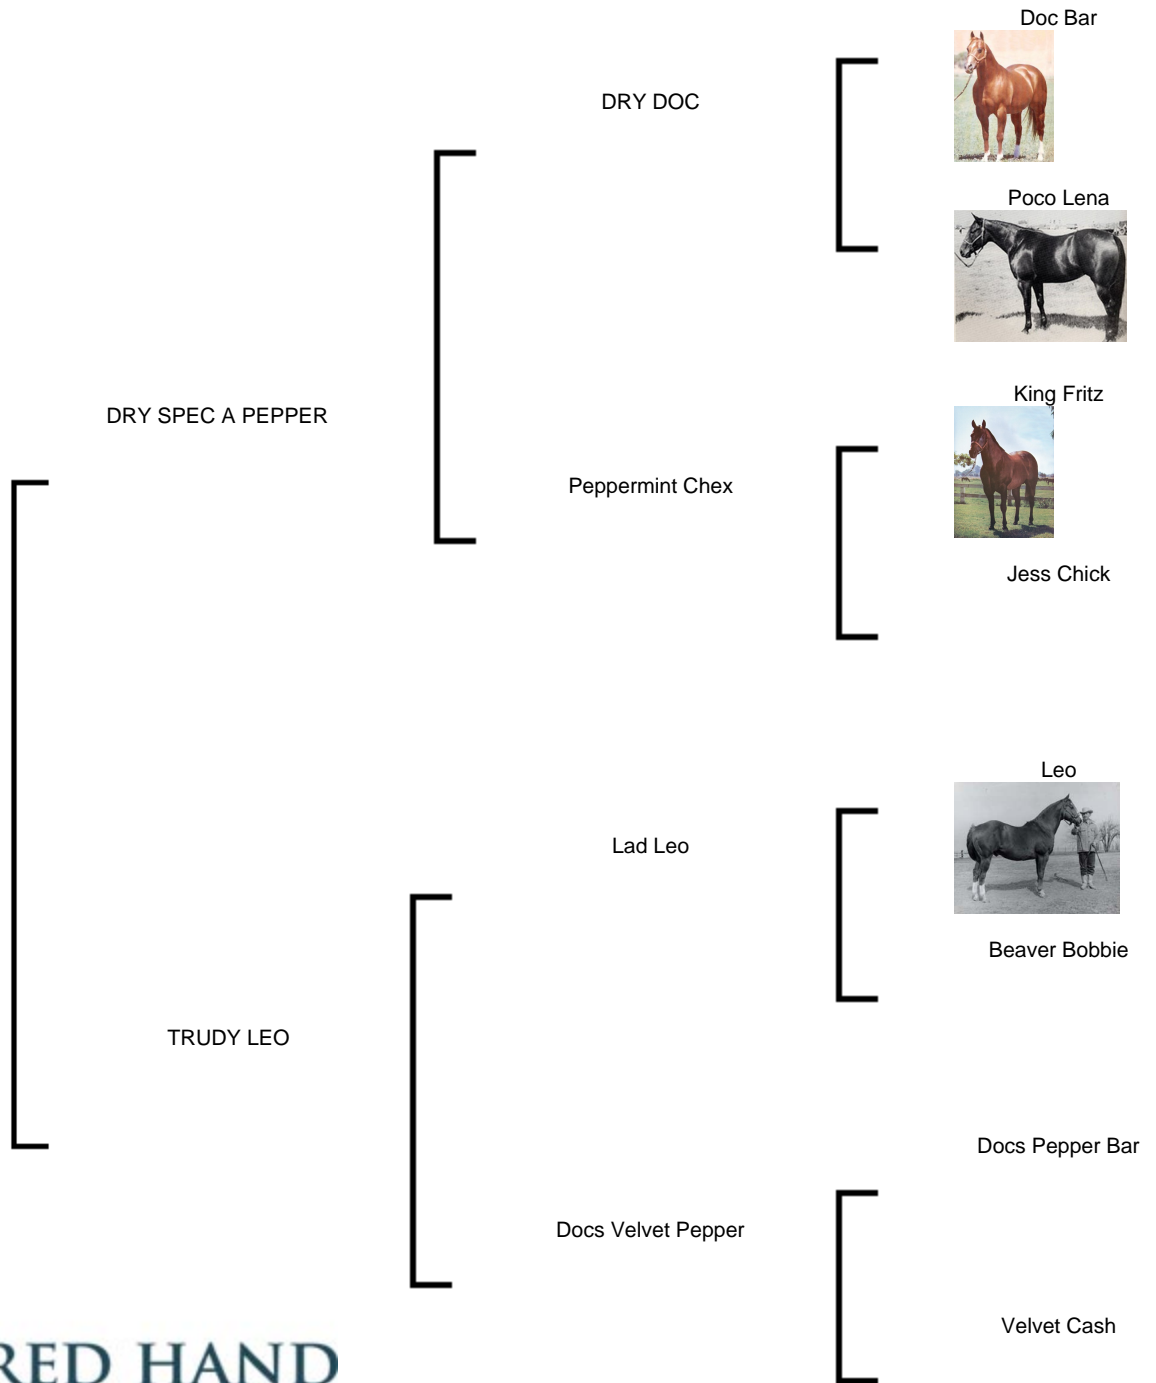 Doc Bar
DRY DOC
Poco Lena
DRY SPEC A PEPPER
King Fritz
Peppermint Chex
Jess Chick
Leo
Lad Leo
Beaver Bobbie
TRUDY LEO
Docs Pepper Bar
Docs Velvet Pepper
Velvet Cash
RED HAND